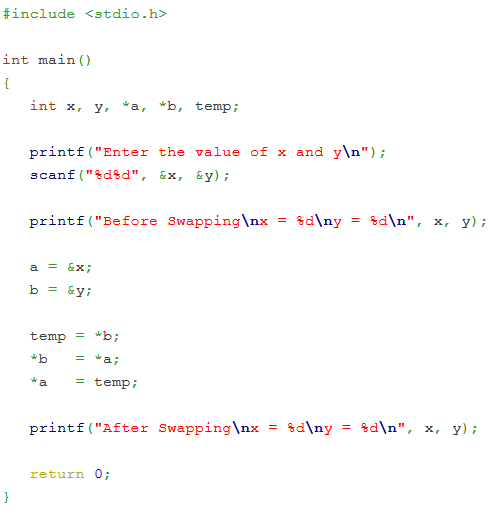 #include <stdio.h>
int main()
{
int x, y, *a, *b, temp;
printf("Enter the value of x and y\n");
scanf("%d%d", &x, &y);
printf("Before Swapping\nx = %d\ny = %d\n", x, y);
a = &x;
b = &y;
temp = *b;
*b   = *a;
*a   = temp;
printf("After Swapping\nx = %d\ny = %d\n", x, y);
return 0;
}